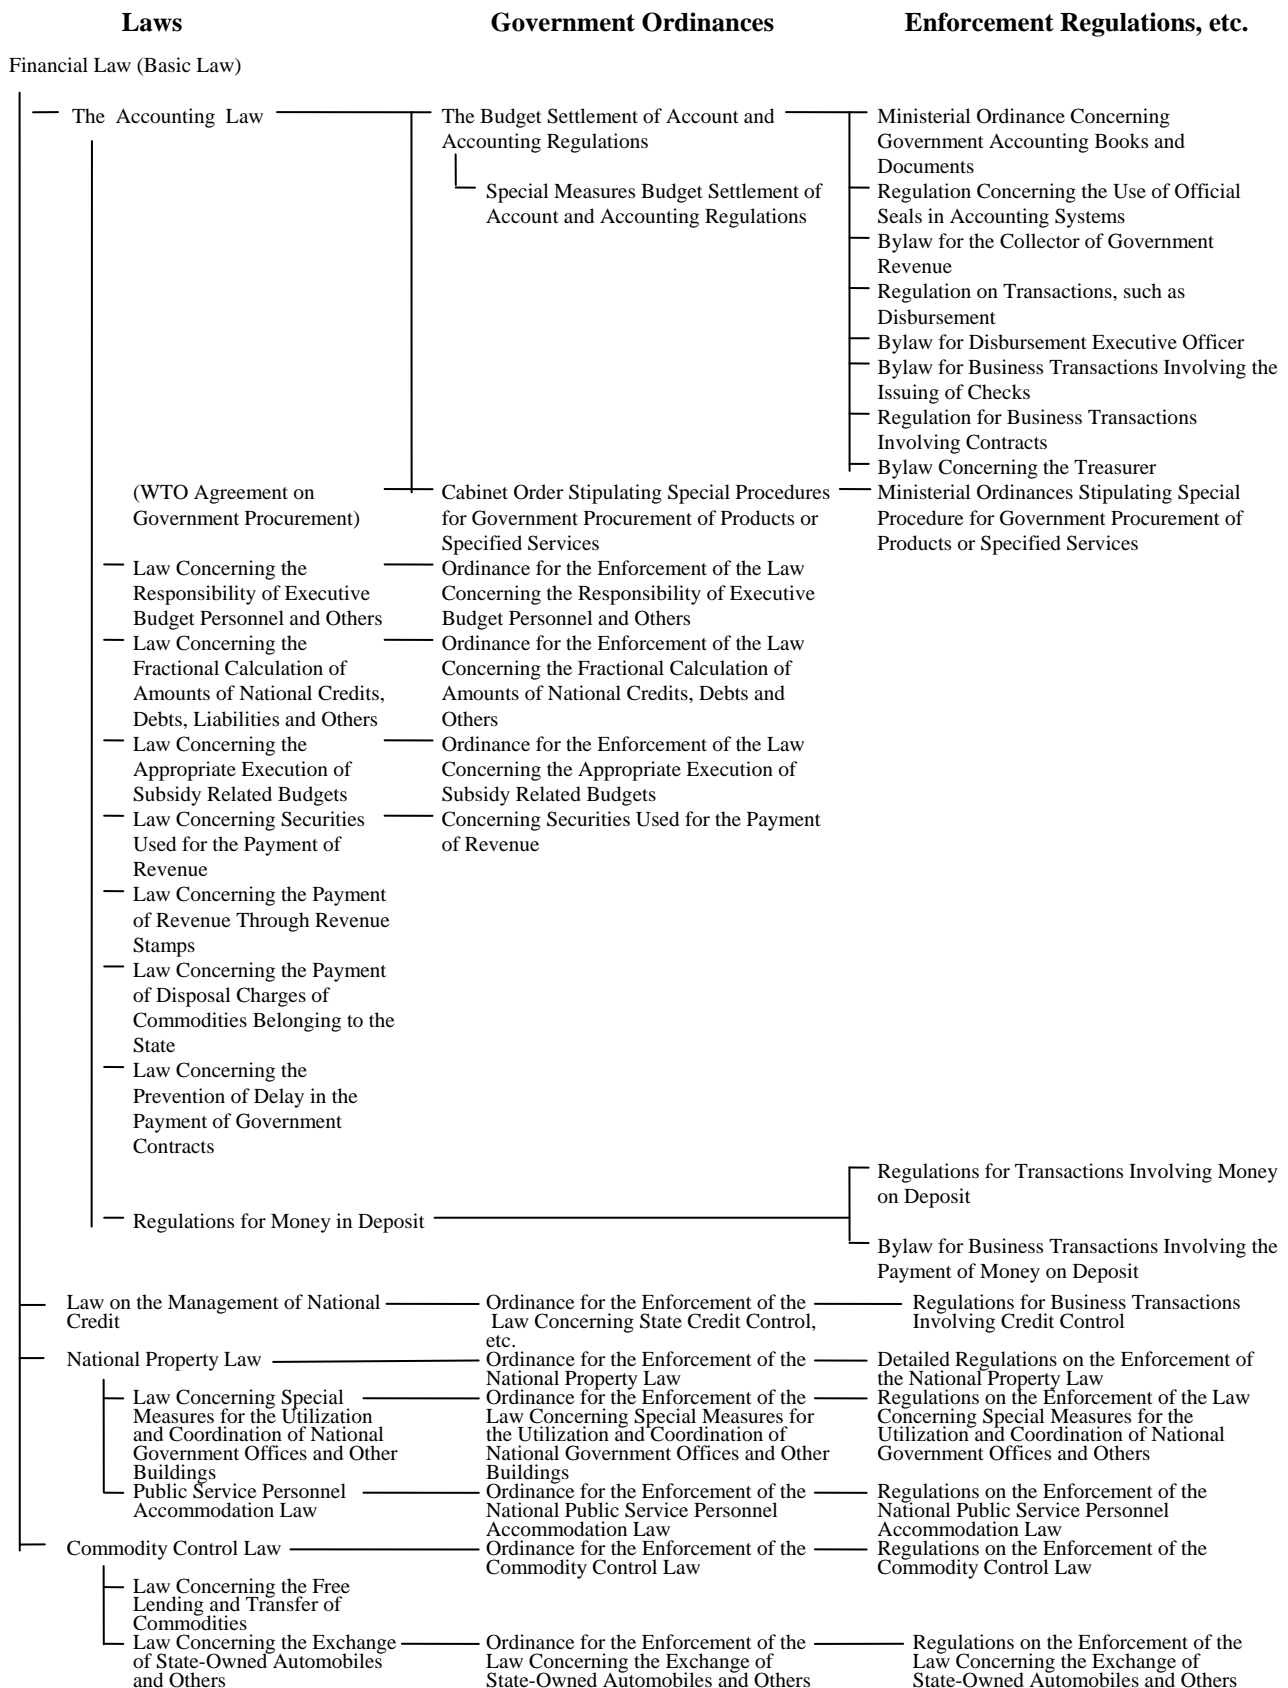 Laws
Government Ordinances
Enforcement Regulations, etc.
Financial Law (Basic Law)
The Accounting Law
The Budget Settlement of Account and
Accounting Regulations
Special Measures Budget Settlement of
Account and Accounting Regulations
Ministerial Ordinance Concerning
Government Accounting Books and
Documents
Regulation Concerning the Use of Official
Seals in Accounting Systems
Bylaw for the Collector of Government
Revenue
Regulation on Transactions, such as
Disbursement
Bylaw for Disbursement Executive Officer
Bylaw for Business Transactions Involving the
Issuing of Checks
Regulation for Business Transactions
Involving Contracts
Bylaw Concerning the Treasurer
(WTO Agreement on
Government Procurement)
Cabinet Order Stipulating Special Procedures
for Government Procurement of Products or
Specified Services
Ministerial Ordinances Stipulating Special
Procedure for Government Procurement of
Products or Specified Services
Law Concerning the
Responsibility of Executive
Budget Personnel and Others
Ordinance for the Enforcement of the Law
Concerning the Responsibility of Executive
Budget Personnel and Others
Law Concerning the
Fractional Calculation of
Amounts of National Credits,
Debts, Liabilities and Others
Ordinance for the Enforcement of the Law
Concerning the Fractional Calculation of
Amounts of National Credits, Debts and
Others
Law Concerning the
Appropriate Execution of
Subsidy Related Budgets
Ordinance for the Enforcement of the Law
Concerning the Appropriate Execution of
Subsidy Related Budgets
Law Concerning Securities
Used for the Payment of
Revenue
Concerning Securities Used for the Payment
of Revenue
Law Concerning the Payment
of Revenue Through Revenue
Stamps
Law Concerning the Payment
of Disposal Charges of
Commodities Belonging to the
State
Law Concerning the
Prevention of Delay in the
Payment of Government
Contracts
Regulations for Money in Deposit
Regulations for Transactions Involving Money
on Deposit
Bylaw for Business Transactions Involving the
Payment of Money on Deposit
Law on the Management of National
Credit
Ordinance for the Enforcement of the
Law Concerning State Credit Control,
etc.
Regulations for Business Transactions
Involving Credit Control
National Property Law
Ordinance for the Enforcement of the
National Property Law
Detailed Regulations on the Enforcement of
the National Property Law
Law Concerning Special
Measures for the Utilization
and Coordination of National
Government Offices and Other
Buildings
Ordinance for the Enforcement of the
Law Concerning Special Measures for
the Utilization and Coordination of
National Government Offices and Other
Buildings
Regulations on the Enforcement of the Law
Concerning Special Measures for the
Utilization and Coordination of National
Government Offices and Others
Public Service Personnel
Accommodation Law
Ordinance for the Enforcement of the
National Public Service Personnel
Accommodation Law
Regulations on the Enforcement of the
National Public Service Personnel
Accommodation Law
Commodity Control Law
Ordinance for the Enforcement of the
Commodity Control Law
Regulations on the Enforcement of the
Commodity Control Law
Law Concerning the Free
Lending and Transfer of
Commodities
Law Concerning the Exchange
of State-Owned Automobiles
and Others
Ordinance for the Enforcement of the
Law Concerning the Exchange of
State-Owned Automobiles and Others
Regulations on the Enforcement of the
Law Concerning the Exchange of
State-Owned Automobiles and Others